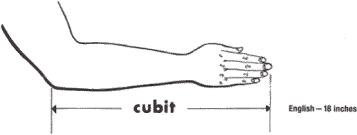 cubit
English — 18 inches